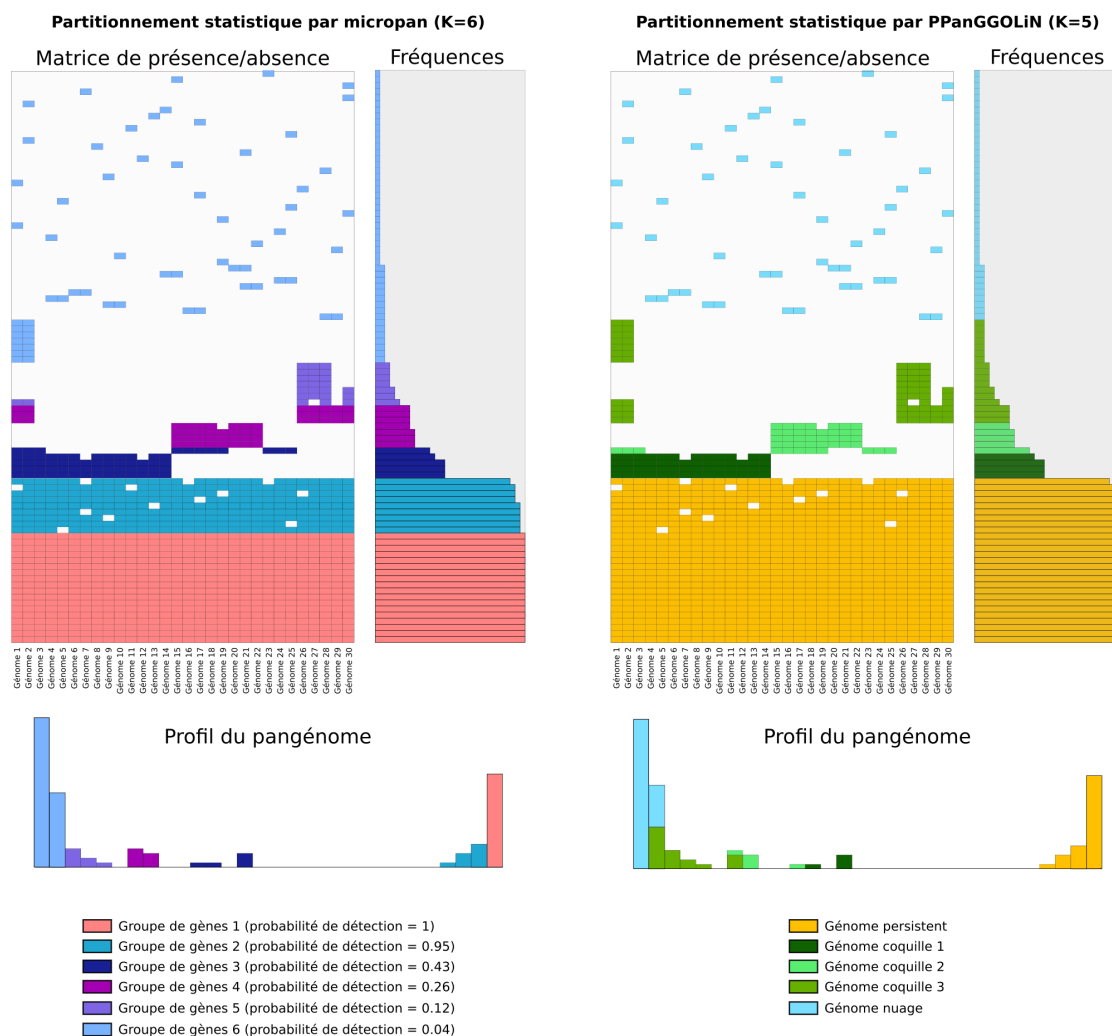 Partitionnement statistique par micropan (K=6)
Matrice de présence/absence
Fréquences
Génome 1
Génome 2
Génome 3
Génome 4
Génome 5
Génome 6
Génome 7
Génome 8
Génome 9
Génome 10
Génome 11
Génome 12
Génome 13
Génome 14
Génome 15
Génome 16
Génome 17
Génome 18
Génome 19
Génome 20
Génome 21
Génome 22
Génome 23
Génome 24
Génome 25
Génome 26
Génome 27
Génome 28
Génome 29
Génome 30
Profil du pangénome
Groupe de gènes 1 (probabilité de détection = 1)
Groupe de gènes 2 (probabilité de détection = 0.95)
Groupe de gènes 3 (probabilité de détection = 0.43)
Groupe de gènes 4 (probabilité de détection = 0.26)
Groupe de gènes 5 (probabilité de détection = 0.12)
Groupe de gènes 6 (probabilité de détection = 0.04)
Partitionnement statistique par PPanGGOLiN (K=5)
Matrice de présence/absence
Fréquences
Génome 1
Génome 2
Génome 3
Génome 4
Génome 5
Génome 6
Génome 7
Génome 8
Génome 9
Génome 10
Génome 11
Génome 12
Génome 13
Génome 14
Génome 15
Génome 16
Génome 17
Génome 18
Génome 19
Génome 20
Génome 21
Génome 22
Génome 23
Génome 24
Génome 25
Génome 26
Génome 27
Génome 28
Génome 29
Génome 30
Profil du pangénome
Génome persistent
Génome coquille 1
Génome coquille 2
Génome coquille 3
Génome nuage